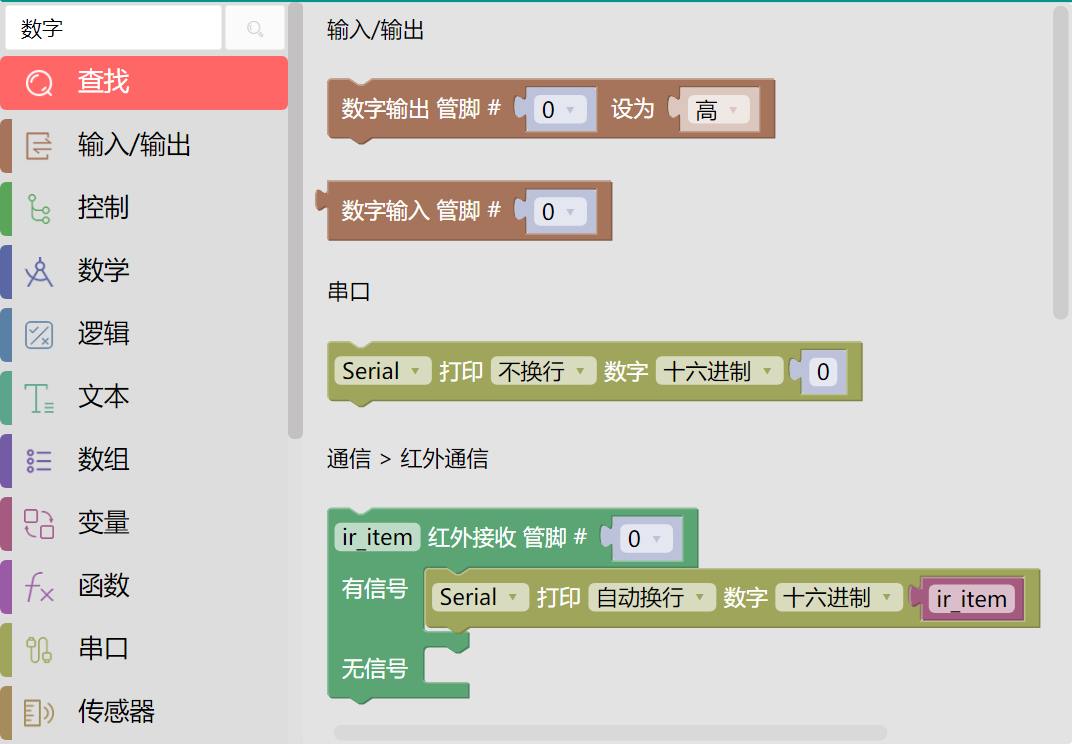 数字
查找
输入/输出
控制
数学
逻辑
文本
数组
变量
函数
串口
传感器
输入/输出
数字输出 管脚 # 0 设为 高
数字输入 管脚 # 0
串口
Serial 打印 不换行 数字 十六进制 0
通信 > 红外通信
ir_item 红外接收 管脚 # 0
有信号 Serial 打印 自动换行 数字 十六进制 ir_item
无信号